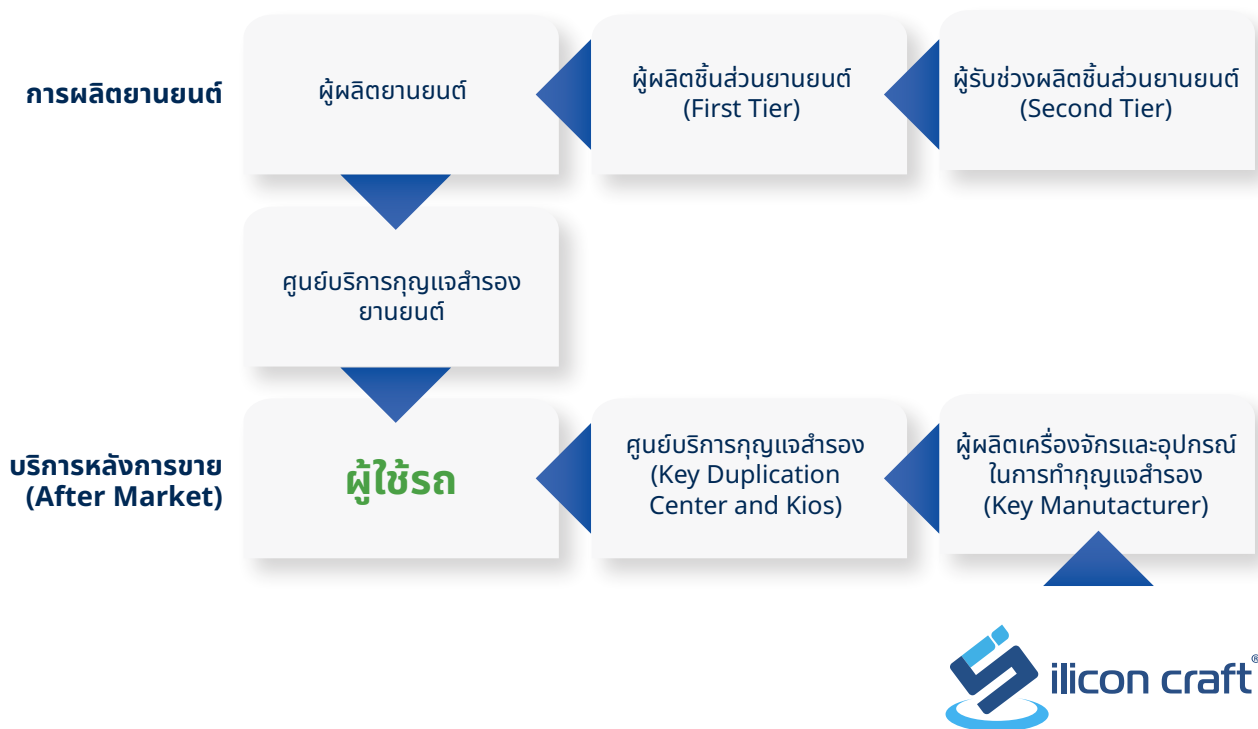 การผลิตยานยนต์
ผู้ผลิตยานยนต์
ผู้ผลิตชิ้นส่วนยานยนต์
(First Tier)
ผู้รับช่วงผลิตชิ้นส่วนยานยนต์
(Second Tier)
ศูนย์บริการกุญแจสำรอง
ยานยนต์
บริการหลังการขาย
(After Market)
ผู้ใช้รถ
ศูนย์บริการกุญแจสำรอง
(Key Duplication
Center and Kios)
ผู้ผลิตเครื่องจักรและอุปกรณ์
ในการทำกุญแจสำรอง
(Key Manutacturer)
Silicon craft®